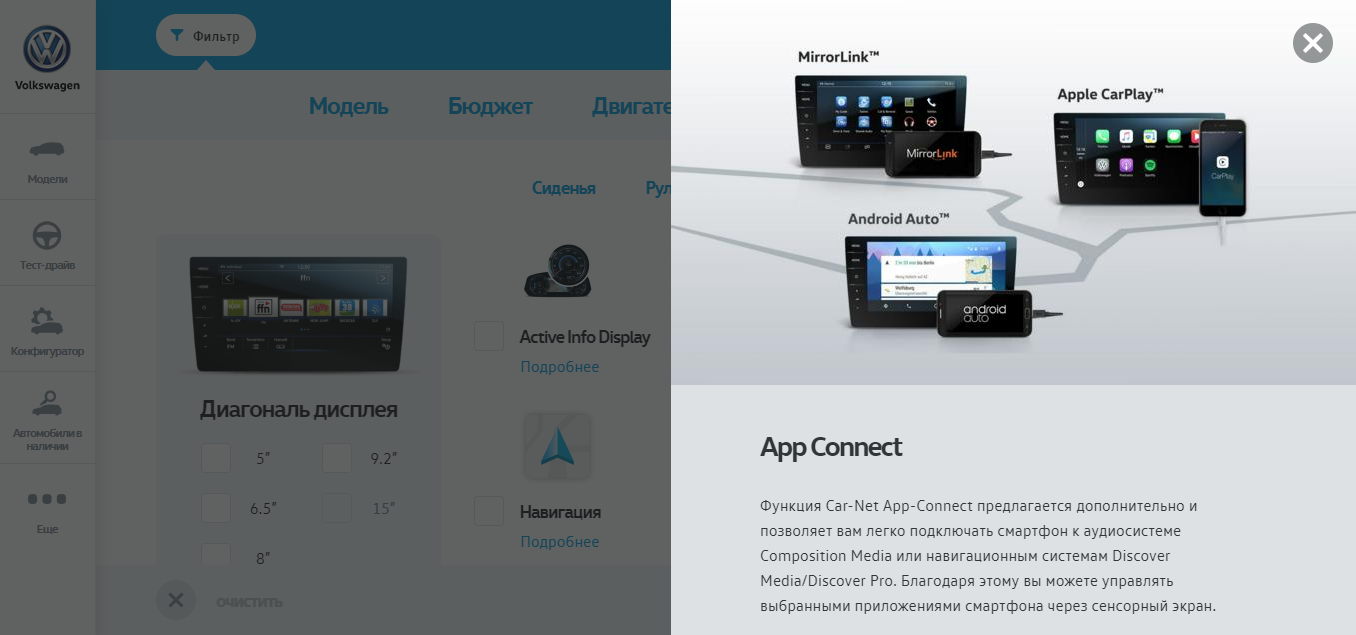 Volkswagen
Модели
Тест-драйв
Конфигуратор
Автомобили в
наличии
Еще
Фильтр
Модель Бюджет Двигате
Сиденья Рул
ffn
Диагональ дисплея
5″ 9.2″
6.5″ 15″
8″
Active Info Display
Подробнее
Навигация
Подробнее
ОЧИСТИТЬ
MirrorLink™
MirrorLink
Apple CarPlay™
CarPlay
Android Auto™
android
auto
App Connect
Функция Car-Net App-Connect предлагается дополнительно и
позволяет вам легко подключать смартфон к аудиосистеме
Composition Media или навигационным системам Discover
Media/Discover Pro. Благодаря этому вы можете управлять
выбранными приложениями смартфона через сенсорный экран.